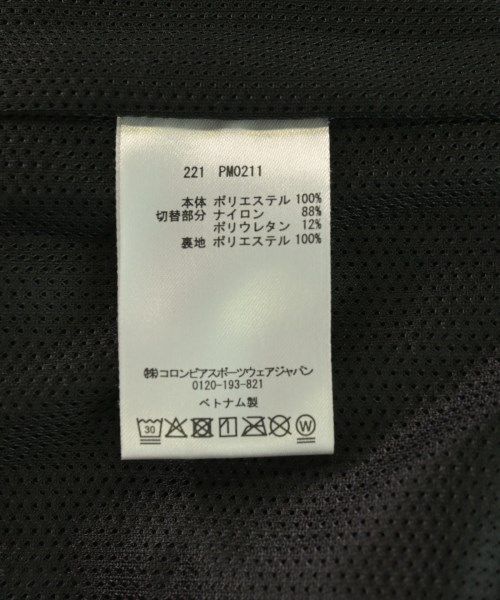 221 PM0211
本体 ポリエステル 100%
切替部分 ナイロン 88%
ポリウレタン 12%
裏地 ポリエステル 100%
㈱コロンビアスポーツウェアジャパン
0120-193-821
ベトナム製
30 W